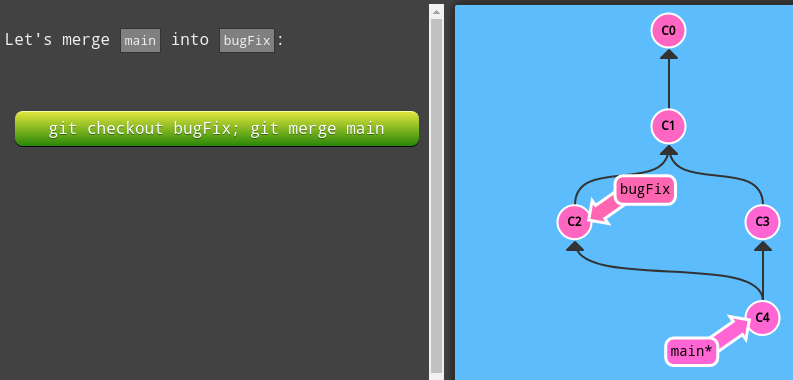 Let's merge main into bugFix:
git checkout bugFix; git merge main
C0
C1
bugFix
C2
C3
C4
main*